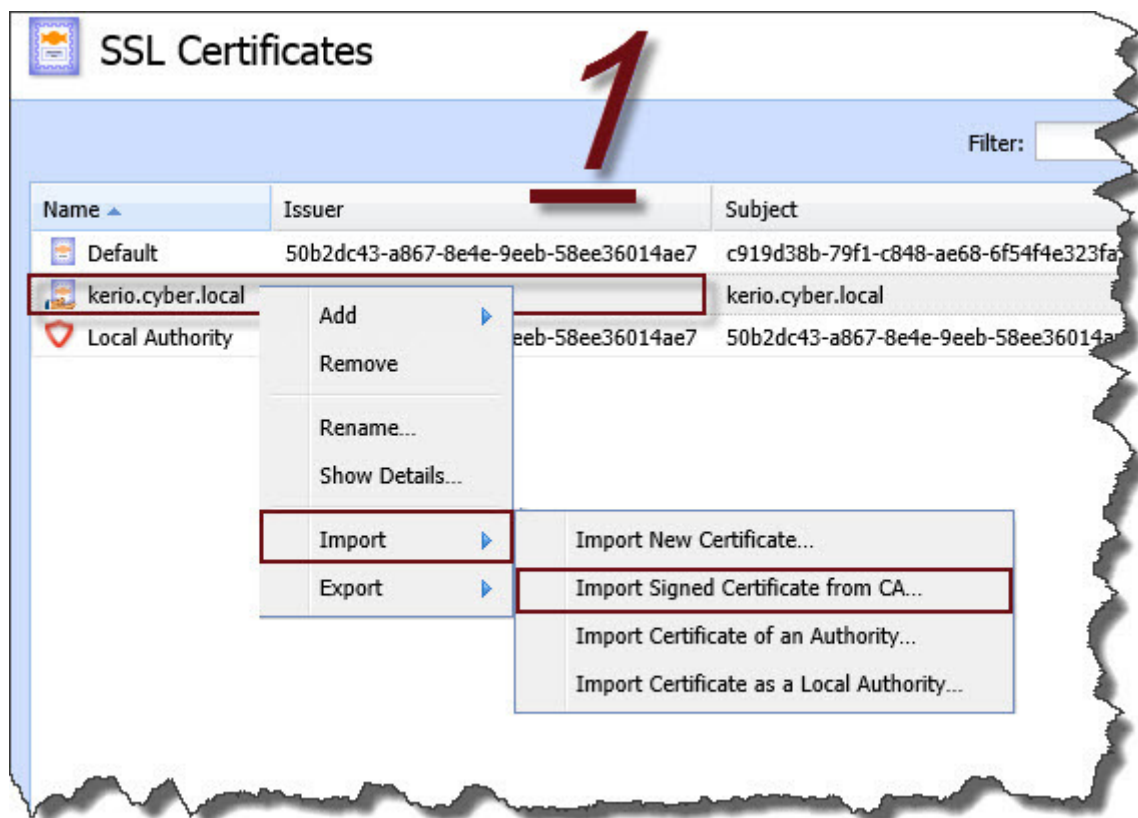 SSL Certificates
1
Filter:
Name Issuer Subject
Default 50b2dc43-a867-8e4e-9eeb-58ee36014ae7 c919d38b-79f1-c848-ae68-6f54f4e323fa
kerio.cyber.local kerio.cyber.local
Local Authority eeb-58ee36014ae7 50b2dc43-a867-8e4e-9eeb-58ee36014a
Add
Remove
Rename...
Show Details...
Import
Export
Import New Certificate...
Import Signed Certificate from CA...
Import Certificate of an Authority...
Import Certificate as a Local Authority...